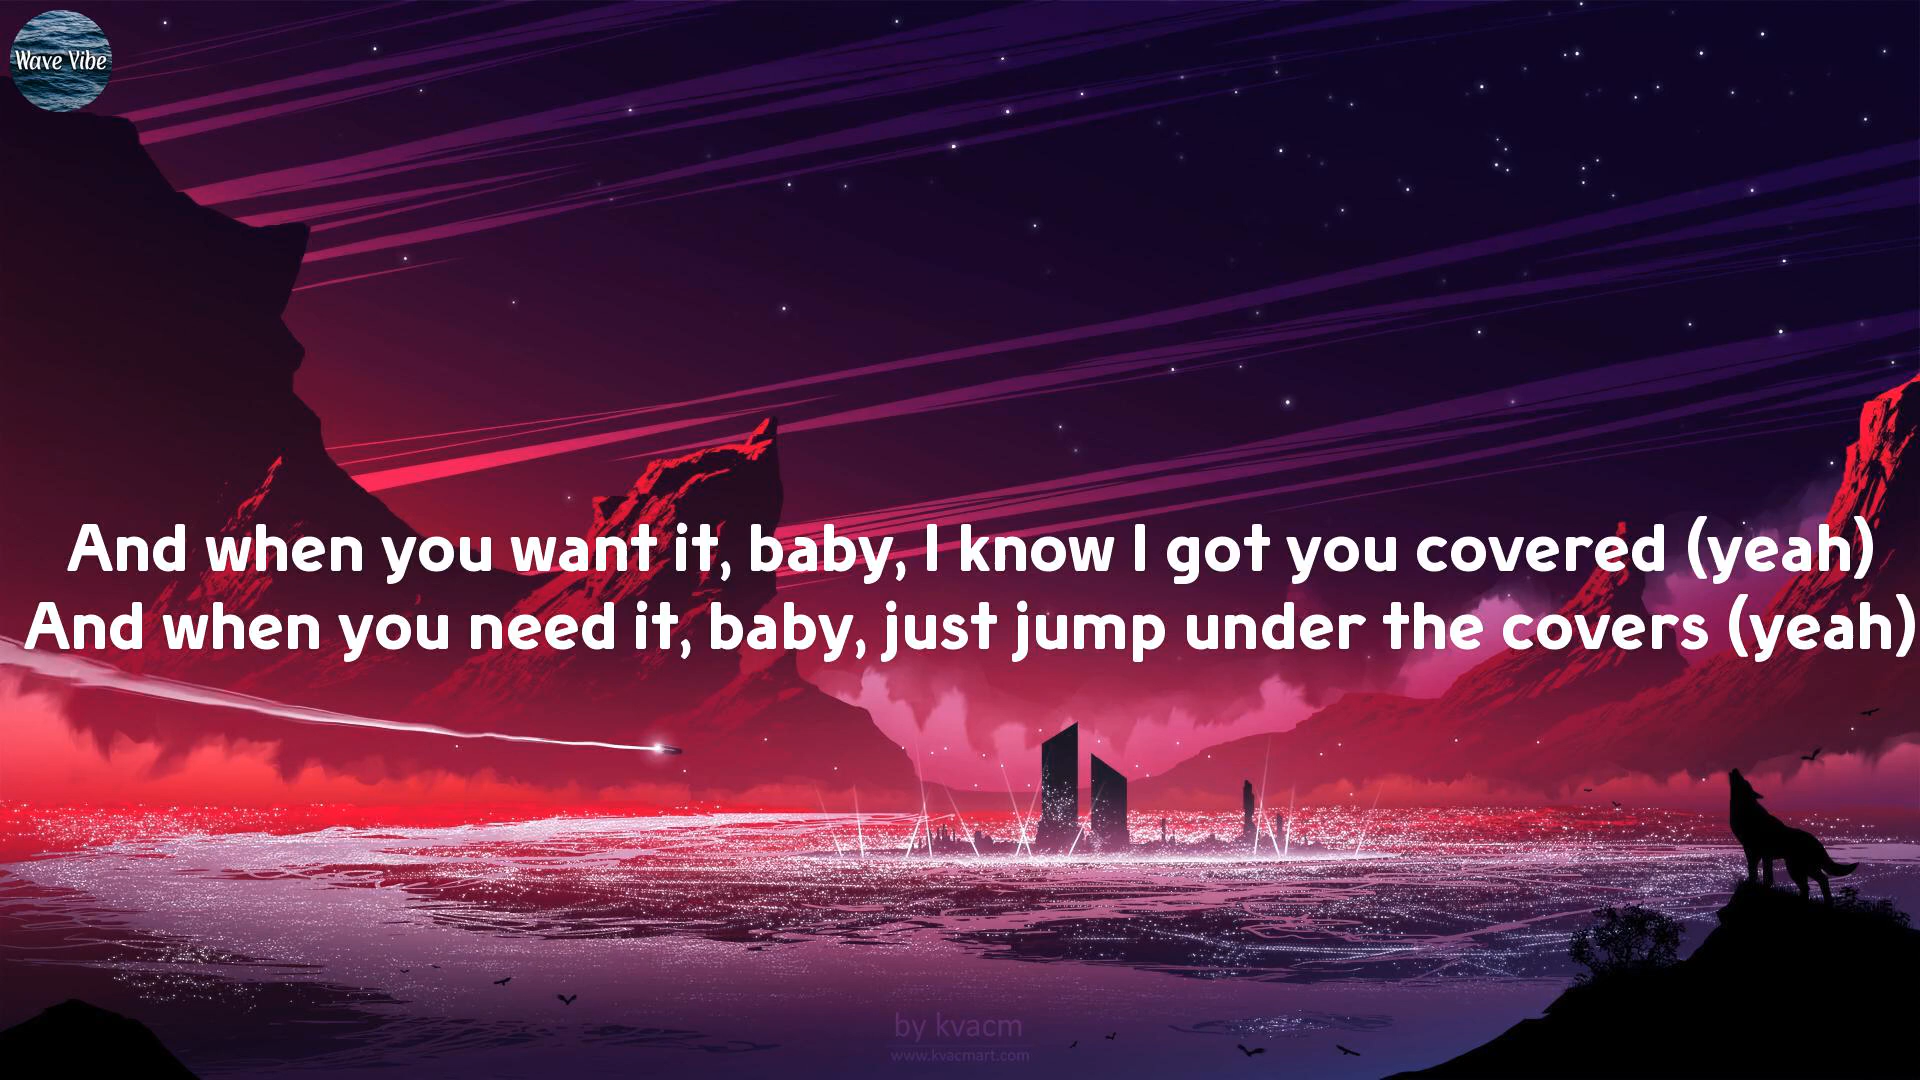 Wave Vibe
And when you want it, baby, I know I got you covered (yeah)
And when you need it, baby, just jump under the covers (yeah)
by kvacm
www.kvacmart.com